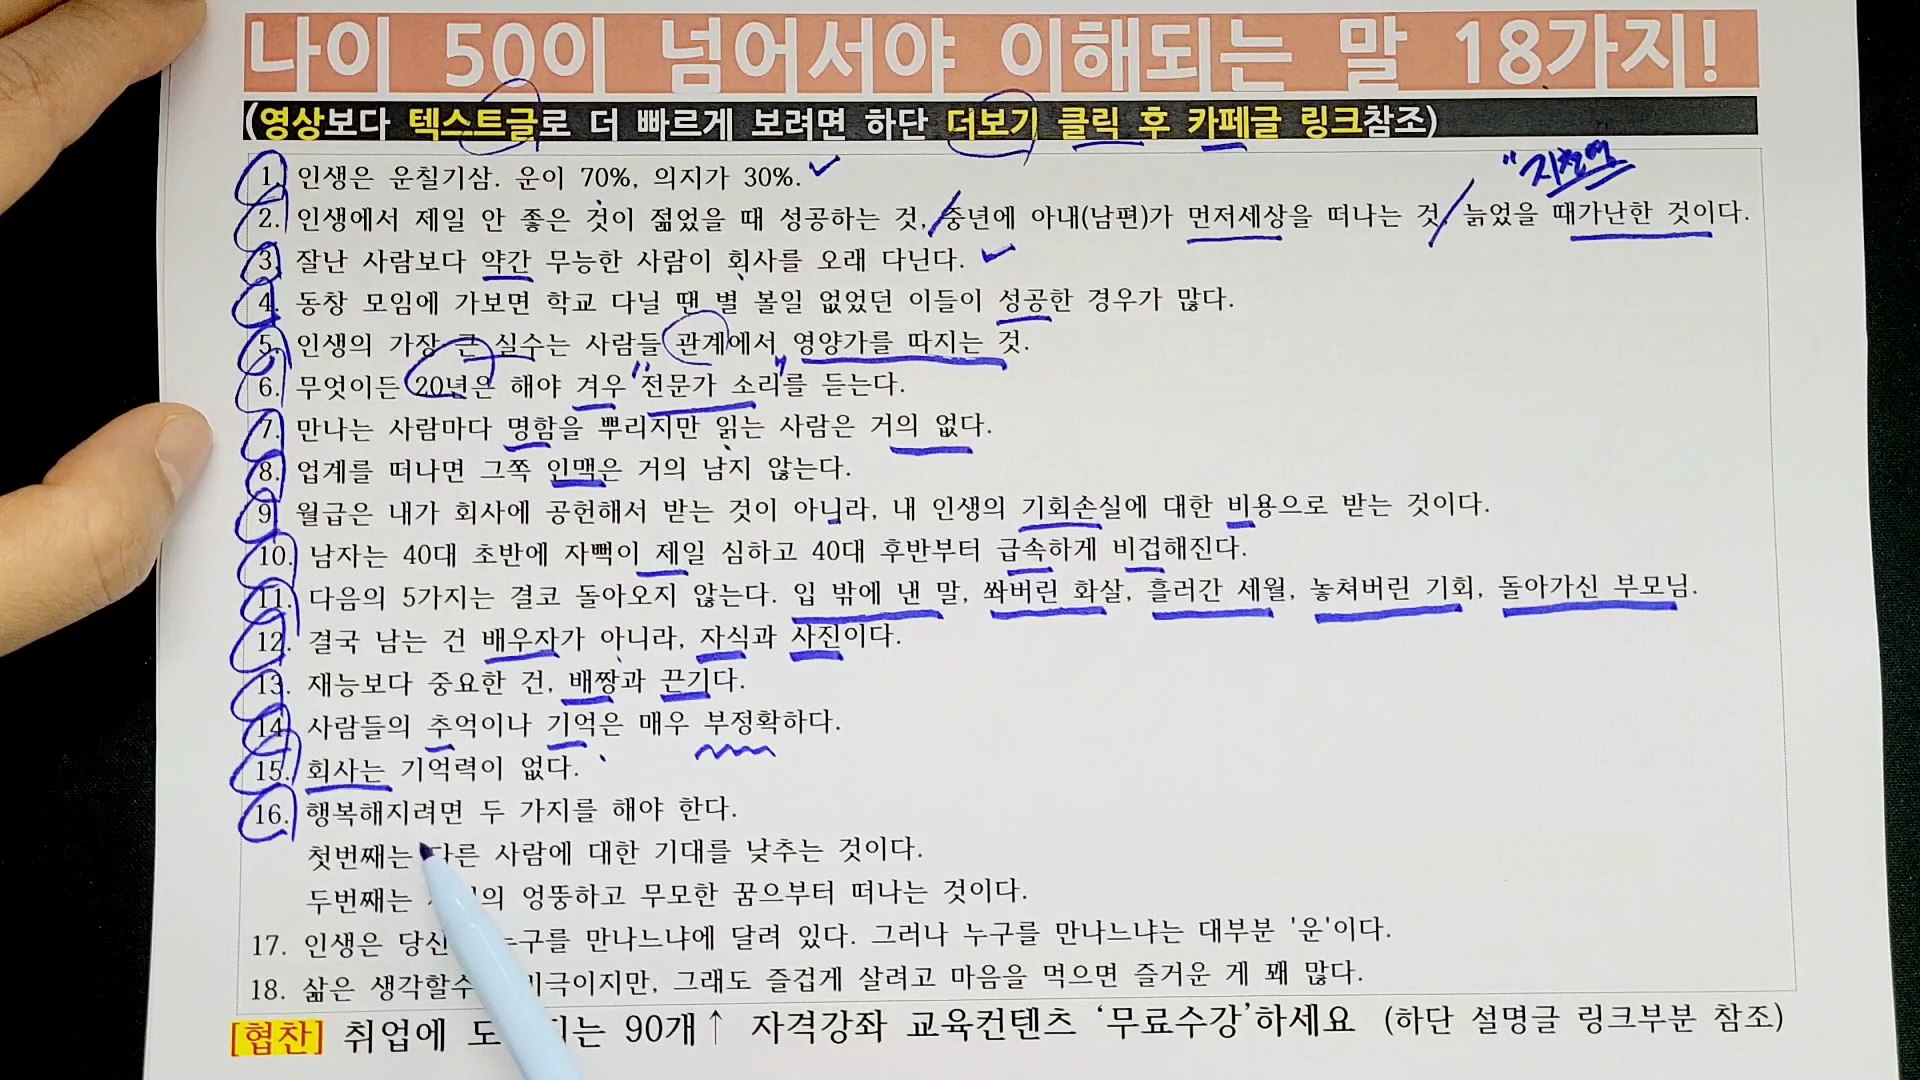 나이 50이 넘어서야 이해되는 말 18가지!
(영상보다 텍스트글로 더 빠르게 보려면 하단 더보기 클릭 후 카페글 링크참조)
1. 인생은 운칠기삼. 운이 70%, 의지가 30%.
2. 인생에서 제일 안 좋은 것이 젊었을 때 성공하는 것, 중년에 아내(남편)가 먼저세상을 떠나는 것, 늙었을 때가난한 것이다.
3. 잘난 사람보다 약간 무능한 사람이 회사를 오래 다닌다.
4. 동창 모임에 가보면 학교 다닐 땐 별 볼일 없었던 이들이 성공한 경우가 많다.
5. 인생의 가장 큰 실수는 사람들 관계에서 영양가를 따지는 것.
6. 무엇이든 20년은 해야 겨우 "전문가 소리"를 듣는다.
7. 만나는 사람마다 명함을 뿌리지만 읽는 사람은 거의 없다.
8. 업계를 떠나면 그쪽 인맥은 거의 남지 않는다.
9. 월급은 내가 회사에 공헌해서 받는 것이 아니라, 내 인생의 기회손실에 대한 비용으로 받는 것이다.
10. 남자는 40대 초반에 자뻑이 제일 심하고 40대 후반부터 급속하게 비겁해진다.
11. 다음의 5가지는 결코 돌아오지 않는다. 입 밖에 낸 말, 쏴버린 화살, 흘러간 세월, 놓쳐버린 기회, 돌아가신 부모님.
12. 결국 남는 건 배우자가 아니라, 자식과 사진이다.
13. 재능보다 중요한 건, 배짱과 끈기다.
14. 사람들의 추억이나 기억은 매우 부정확하다.
15. 회사는 기억력이 없다.
16. 행복해지려면 두 가지를 해야 한다.
첫번째는 다른 사람에 대한 기대를 낮추는 것이다.
두번째는 엉뚱하고 무모한 꿈으부터 떠나는 것이다.
17. 인생은 누구를 만나느냐에 달려 있다. 그러나 누구를 만나느냐는 대부분 '운'이다.
18. 삶은 그래도 즐겁게 살려고 마음을 먹으면 즐거운 게 꽤 많다.
[협찬] 취업에 90개↑ 자격강좌 교육컨텐츠 '무료수강'하세요 (하단 설명글 링크부분 참조)